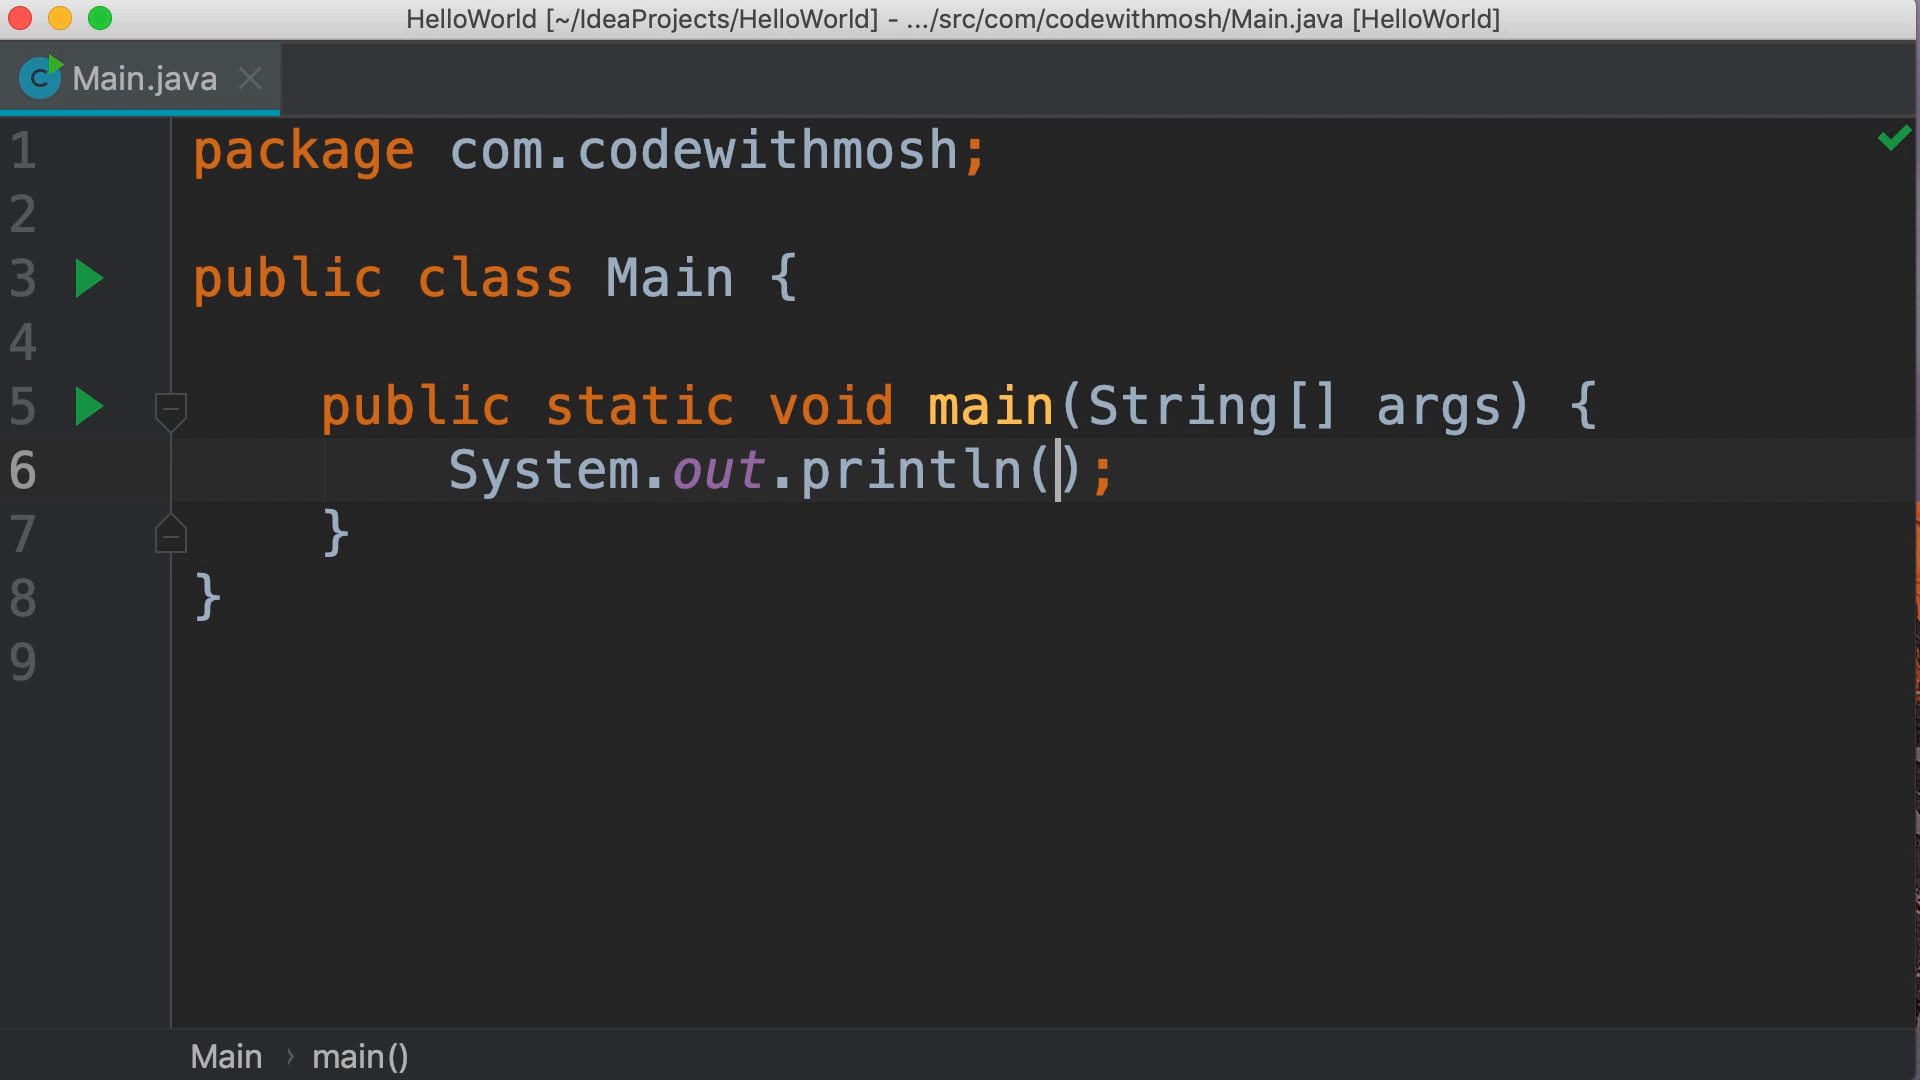 HelloWorld [~/IdeaProjects/HelloWorld] - .../src/com/codewithmosh/Main.java [HelloWorld]
C Main.java
1 package com.codewithmosh;
2
3 public class Main {
4
5     public static void main(String[] args) {
6         System.out.println();
7     }
8 }
9
Main › main()